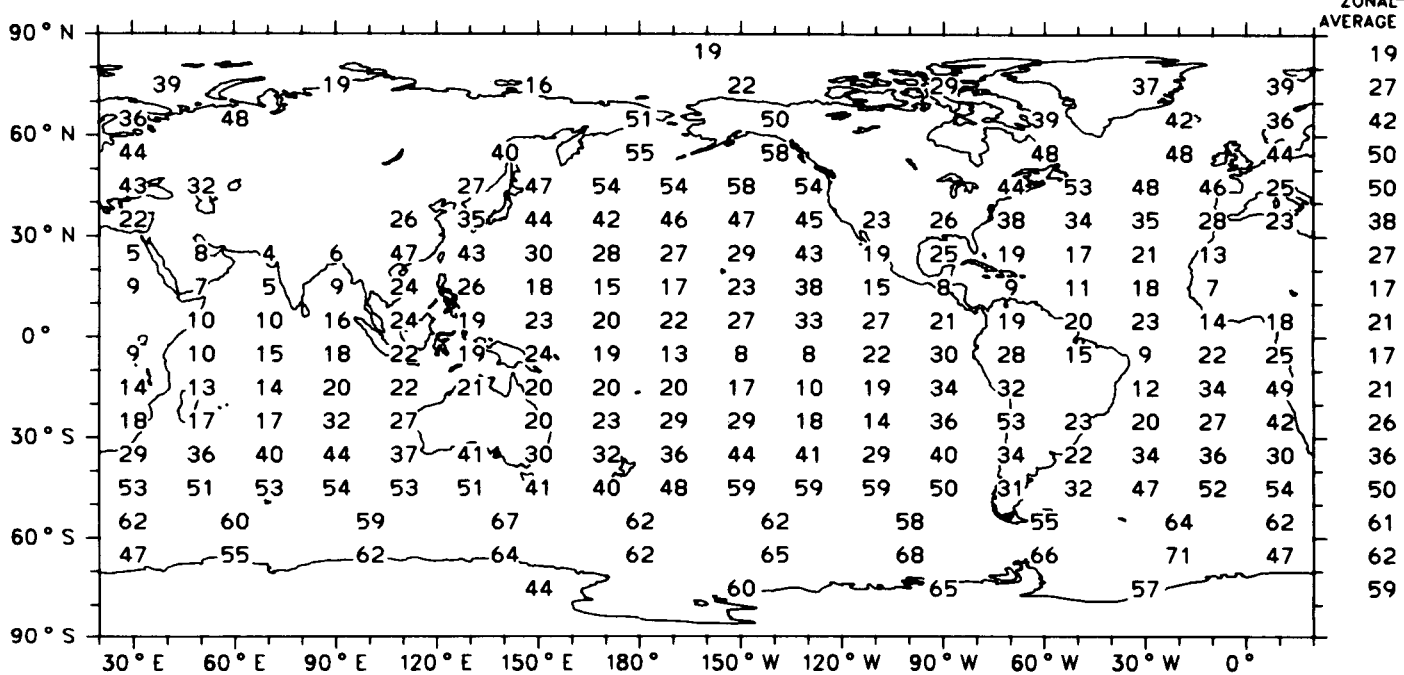 ZONAL
AVERAGE
90° N 19 19
39 19 16 22 29 37 39 27
36 48 51 50 39 42 36 42
60° N
44 40 55 58 48 48 44 50
43 32 27 47 54 54 58 54 44 53 48 46 25 50
22 26 35 44 42 46 47 45 23 26 38 34 35 28 23 38
30° N
5 8 4 6 47 43 30 28 27 29 43 19 25 19 17 21 13 27
9 7 5 9 24 26 18 15 17 23 38 15 8 9 11 18 7 17
10 10 16 24 19 23 20 22 27 33 27 21 19 20 23 14 18 21
0°
9 10 15 18 22 19 24 19 13 8 8 22 30 28 15 9 22 25 17
14 13 14 20 22 21 20 20 20 17 10 19 34 32 12 34 49 21
18 17 17 32 27 20 23 29 29 18 14 36 53 23 20 27 42 26
30° S
29 36 40 44 37 41 30 32 36 44 41 29 40 34 22 34 36 30 36
53 51 53 54 53 51 41 40 48 59 59 59 50 31 32 47 52 54 50
62 60 59 67 62 62 58 55 64 62 61
60° S
47 55 62 64 62 65 68 66 71 47 62
44 60 65 57 59
90° S
30° E 60° E 90° E 120° E 150° E 180° 150° W 120° W 90° W 60° W 30° W 0°